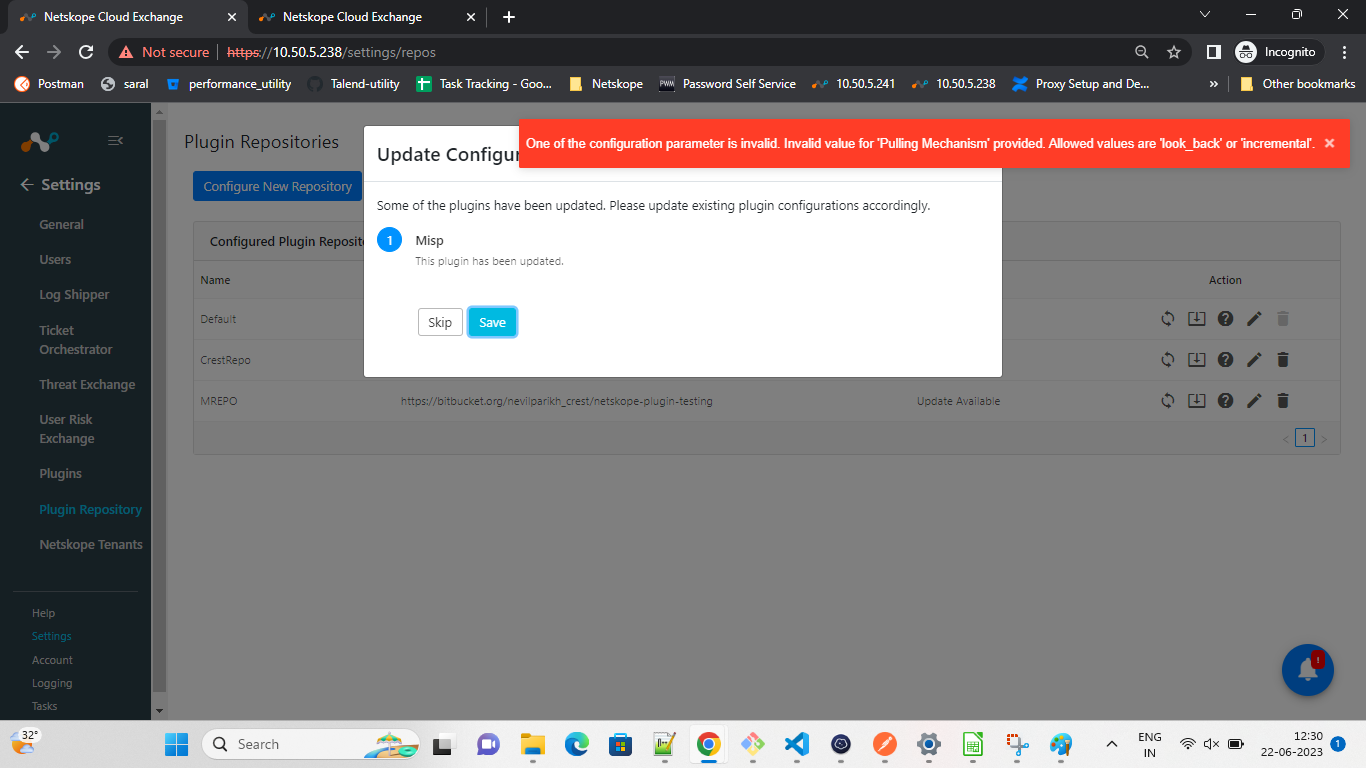 Netskope Cloud Exchange
Netskope Cloud Exchange
Not secure https://10.50.5.238/settings/repos
Incognito
Postman saral performance_utility Talend-utility Task Tracking - Goo... Netskope PWM Password Self Service 10.50.5.241 10.50.5.238 Proxy Setup and De... » Other bookmarks
Plugin Repositories
Update Configur
One of the configuration parameter is invalid. Invalid value for 'Pulling Mechanism' provided. Allowed values are 'look_back' or 'incremental'.
Settings
Configure New Repository
Some of the plugins have been updated. Please update existing plugin configurations accordingly.
General
Users
Log Shipper
Ticket
Orchestrator
Threat Exchange
User Risk
Exchange
Plugins
Plugin Repository
Netskope Tenants
Help
Settings
Account
Logging
Tasks
Configured Plugin Reposito
1 Misp
This plugin has been updated.
Skip Save
Name Action
Default
CrestRepo
MREPO https://bitbucket.org/nevilparikh_crest/netskope-plugin-testing Update Available
< 1 >
!
32°
Search
ENG
IN
12:30
22-06-2023
1